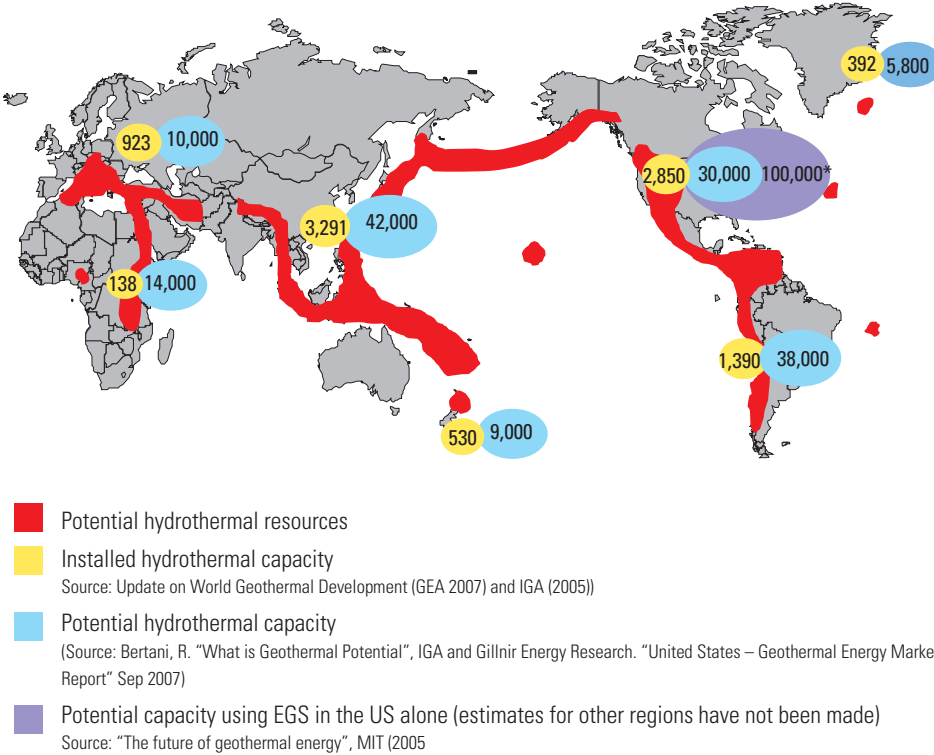 392 5,800
923 10,000
2,850 30,000 100,000*
3,291 42,000
138 14,000
1,390 38,000
530 9,000
Potential hydrothermal resources
Installed hydrothermal capacity
Source: Update on World Geothermal Development (GEA 2007) and IGA (2005))
Potential hydrothermal capacity
(Source: Bertani, R. “What is Geothermal Potential”, IGA and Gillnir Energy Research. “United States – Geothermal Energy Marke
Report” Sep 2007)
Potential capacity using EGS in the US alone (estimates for other regions have not been made)
Source: “The future of geothermal energy”, MIT (2005